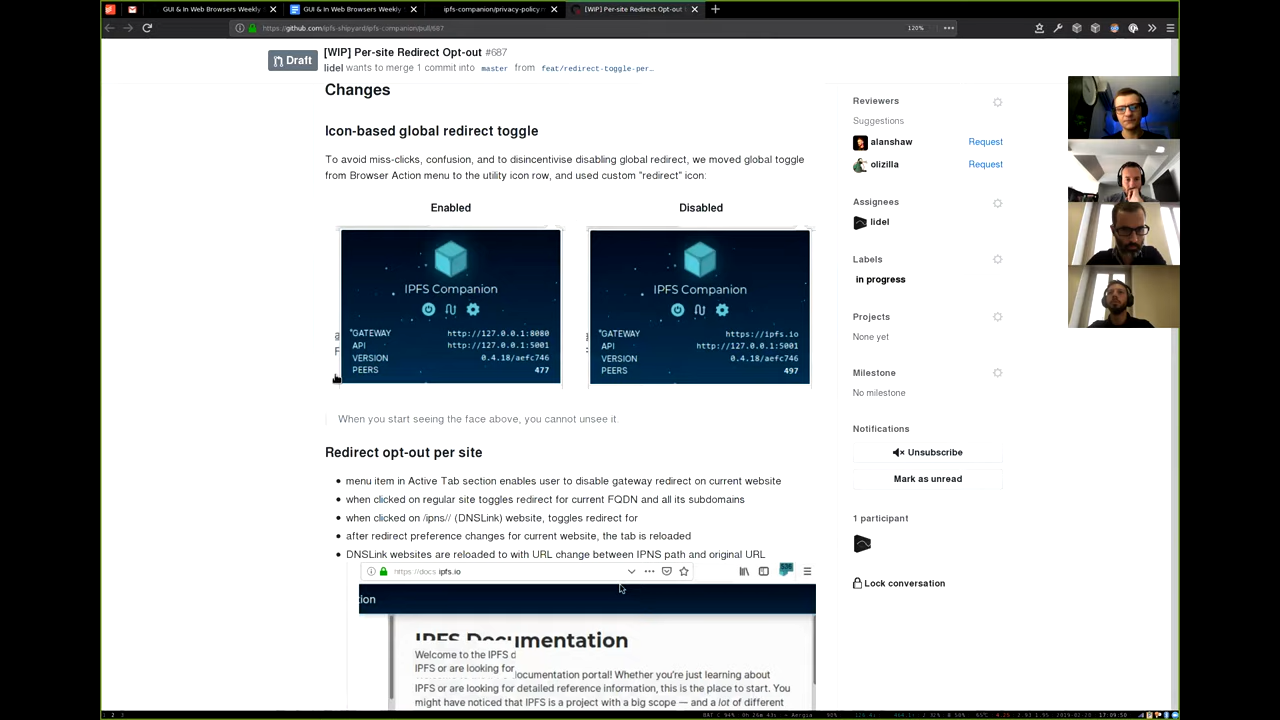 GUI & In Web Browsers Weekly
GUI & In Web Browsers Weekly
ipfs-companion/privacy-policy
[WIP] Per-site Redirect Opt-out
https://github.com/ipfs-shipyard/ipfs-companion/pull/687
120%
Draft
[WIP] Per-site Redirect Opt-out #687
lidel wants to merge 1 commit into master from feat/redirect-toggle-per…
Changes
Icon-based global redirect toggle
To avoid miss-clicks, confusion, and to disincentivise disabling global redirect, we moved global toggle
from Browser Action menu to the utility icon row, and used custom "redirect" icon:
Enabled
Disabled
IPFS Companion
GATEWAY http://127.0.0.1:8080
API http://127.0.0.1:5001
VERSION 0.4.18/aefc746
PEERS 477
IPFS Companion
GATEWAY https://ipfs.io
API http://127.0.0.1:5001
VERSION 0.4.18/aefc746
PEERS 497
When you start seeing the face above, you cannot unsee it.
Redirect opt-out per site
menu item in Active Tab section enables user to disable gateway redirect on current website
when clicked on regular site toggles redirect for current FQDN and all its subdomains
when clicked on /ipns// (DNSLink) website, toggles redirect for
after redirect preference changes for current website, the tab is reloaded
DNSLink websites are reloaded to with URL change between IPNS path and original URL
https://docs.ipfs.io
tion
IPFS Documentation
Welcome to the IPFS d
IPFS or are looking for
ocumentation portal! Whether you're just learning about
IPFS or are looking for detailed reference information, this is the place to start. You
might have noticed that IPFS is a project with a big scope — and a lot of different
Reviewers
Suggestions
alanshaw Request
olizilla Request
Assignees
lidel
Labels
in progress
Projects
None yet
Milestone
No milestone
Notifications
Unsubscribe
Mark as unread
1 participant
Lock conversation